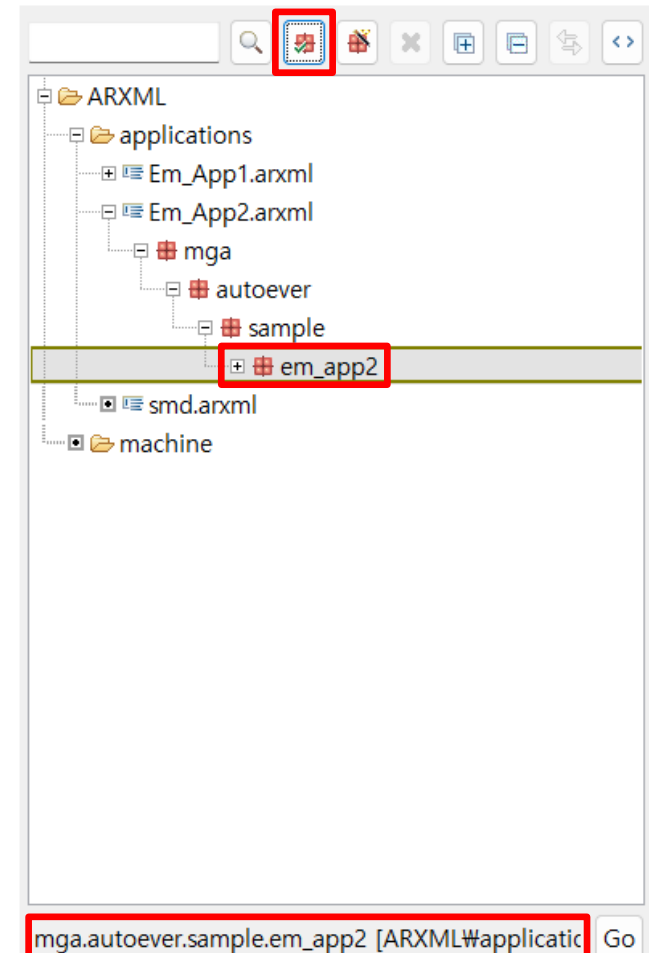 ARXML
applications
Em_App1.arxml
Em_App2.arxml
mga
autoever
sample
em_app2
smd.arxml
machine
mga.autoever.sample.em_app2 [ARXML₩applicatic Go